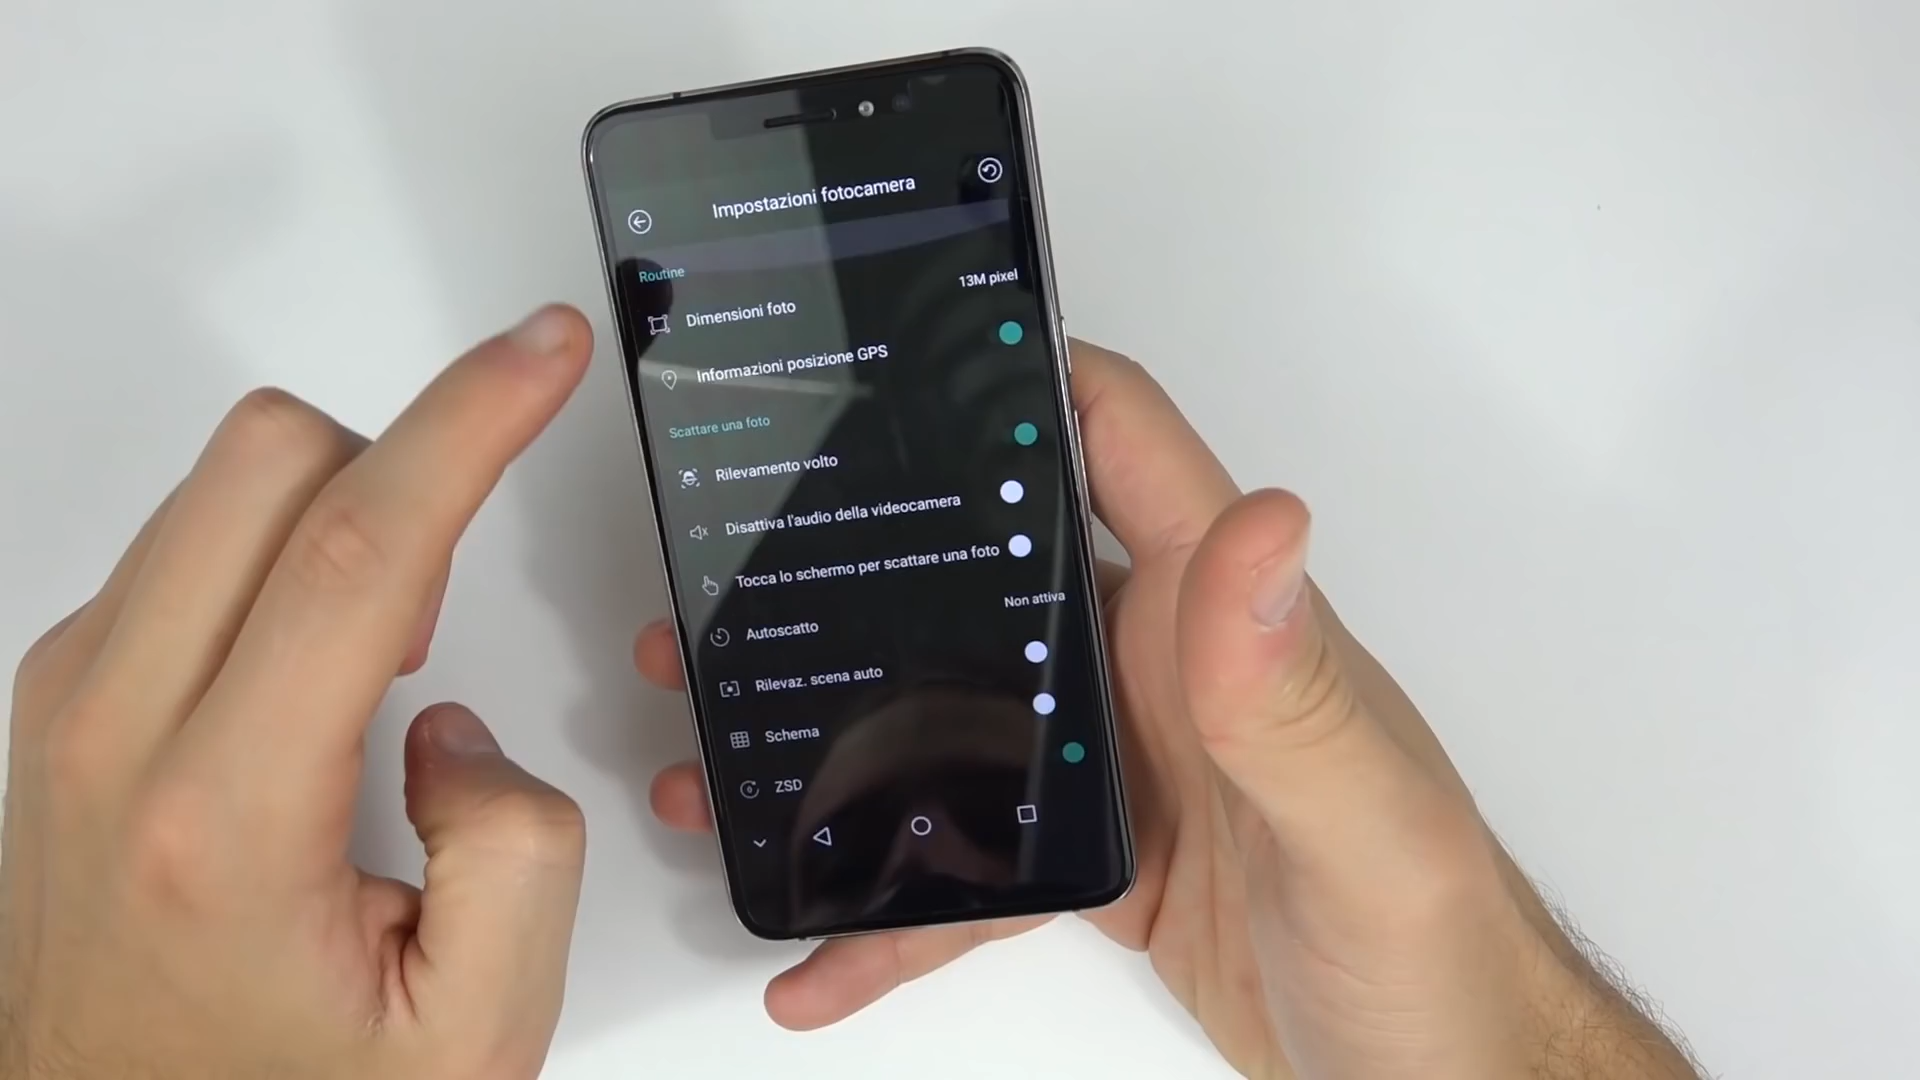 Impostazioni fotocamera
Routine
Dimensioni foto
13M pixel
Informazioni posizione GPS
Scattare una foto
Rilevamento volto
Disattiva l'audio della videocamera
Tocca lo schermo per scattare una foto
Autoscatto
Non attiva
Rilevaz. scena auto
Schema
ZSD